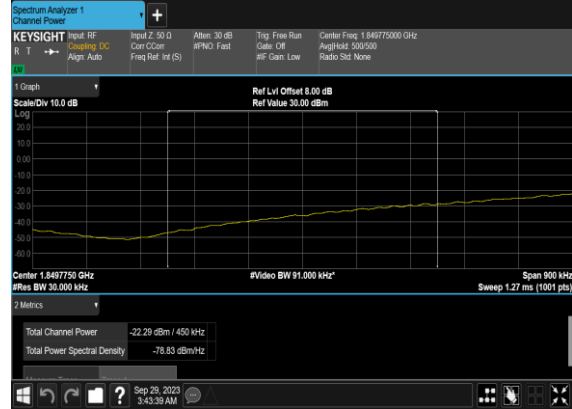 Spectrum Analyzer 1
Channel Power
KEYSIGHT
R T
Input: RF
Coupling: DC
Align: Auto
Input Z: 50 Ω
Corr CCorr
Freq Ref: Int (S)
Atten: 30 dB
#PNO: Fast
Trig: Free Run
Gate: Off
#IF Gain: Low
Center Freq: 1.849775000 GHz
Avg|Hold: 500/500
Radio Std: None
1 Graph
Scale/Div 10.0 dB
Ref Lvl Offset 8.00 dB
Ref Value 30.00 dBm
Log
20.0
10.0
0.00
-10.0
-20.0
-30.0
-40.0
-50.0
-60.0
Center 1.8497750 GHz
#Res BW 30.000 kHz
#Video BW 91.000 kHz*
Span 900 kHz
Sweep 1.27 ms (1001 pts)
2 Metrics
Total Channel Power -22.29 dBm / 450 kHz
Total Power Spectral Density -78.83 dBm/Hz
?
Sep 29, 2023
3:43:39 AM